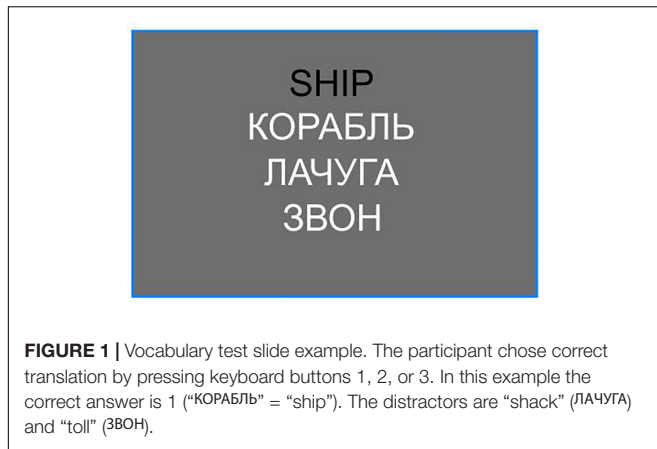 SHIP
КОРАБЛЬ
ЛАЧУГА
ЗВОН
FIGURE 1 | Vocabulary test slide example. The participant chose correct
translation by pressing keyboard buttons 1, 2, or 3. In this example the
correct answer is 1 (“КОРАБЛЬ” = “ship”). The distractors are “shack” (ЛАЧУГА)
and “toll” (ЗВОН).